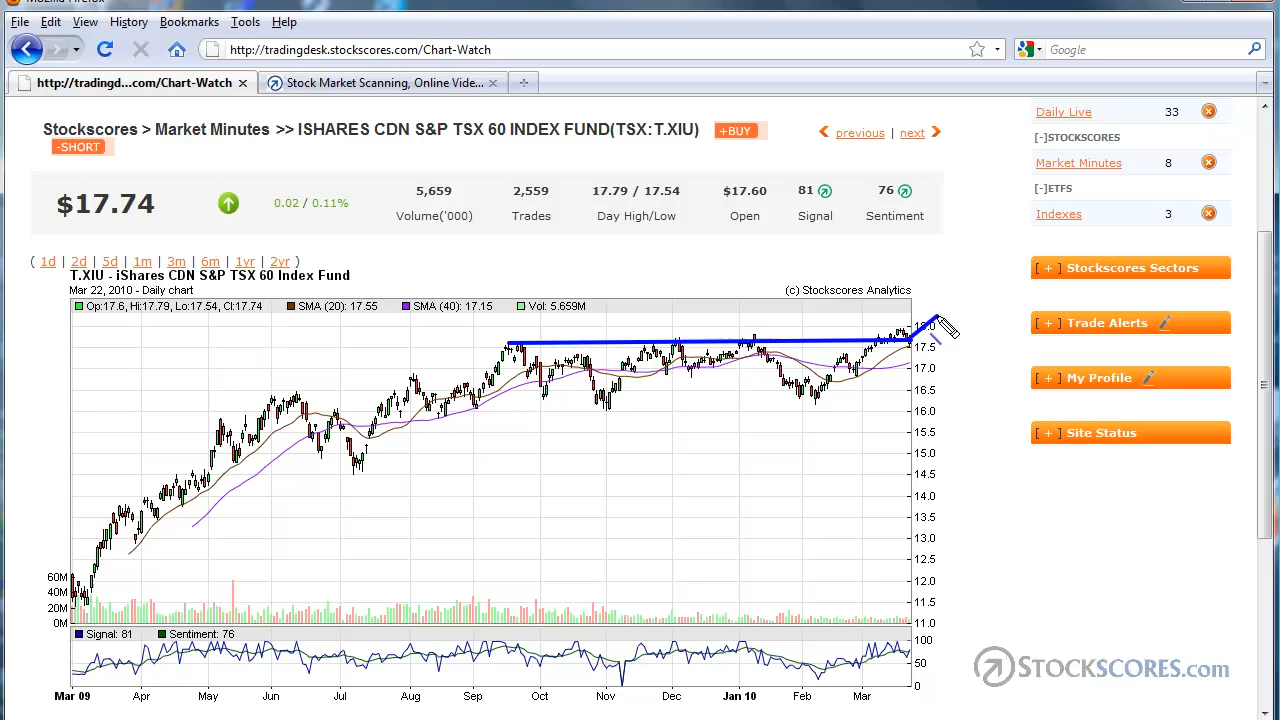 Mozilla Firefox
File Edit View History Bookmarks Tools Help
http://tradingdesk.stockscores.com/Chart-Watch
Google
http://tradingd...com/Chart-Watch
Stock Market Scanning, Online Vide...
Stockscores > Market Minutes >> ISHARES CDN S&P TSX 60 INDEX FUND(TSX:T.XIU) +BUY
-SHORT
previous next
$17.74
0.02 / 0.11%
5,659 2,559 17.79 / 17.54 $17.60 81 76
Volume('000) Trades Day High/Low Open Signal Sentiment
( 1d | 2d | 5d | 1m | 3m | 6m | 1yr | 2yr )
T.XIU - iShares CDN S&P TSX 60 Index Fund
Mar 22, 2010 - Daily chart
(c) Stockscores Analytics
Op:17.6, Hi:17.79, Lo:17.54, Cl:17.74 SMA (20) : 17.55 SMA (40) : 17.15 Vol: 5.659M
18.0
17.5
17.0
16.5
16.0
15.5
15.0
14.5
14.0
13.5
13.0
12.5
12.0
11.5
11.0
60M
40M
20M
0M
Signal: 81 Sentiment: 76
100
50
0
Mar 09 Apr May Jun Jul Aug Sep Oct Nov Dec Jan 10 Feb Mar
Daily Live 33
[-]STOCKSCORES
Market Minutes 8
[-]ETFS
Indexes 3
[ + ] Stockscores Sectors
[ + ] Trade Alerts
[ + ] My Profile
[ + ] Site Status
STOCKSCORES.com